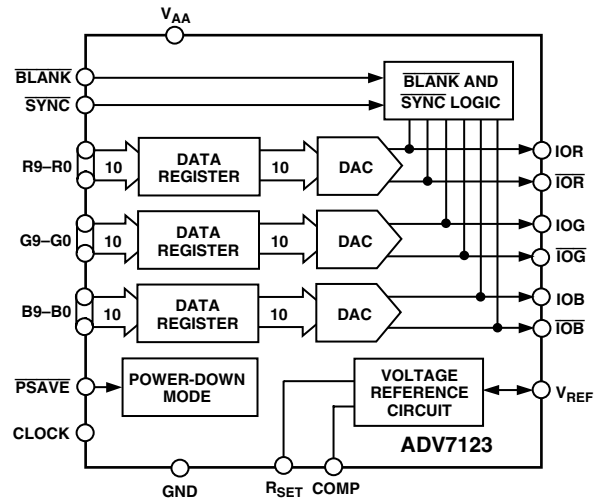 VAA
BLANK
SYNC
BLANK AND
SYNC LOGIC
R9–R0
10
DATA
REGISTER
10
DAC
IOR
IOR
G9–G0
10
DATA
REGISTER
10
DAC
IOG
IOG
B9–B0
10
DATA
REGISTER
10
DAC
IOB
IOB
PSAVE
POWER-DOWN
MODE
VOLTAGE
REFERENCE
CIRCUIT
VREF
CLOCK
ADV7123
GND
RSET
COMP